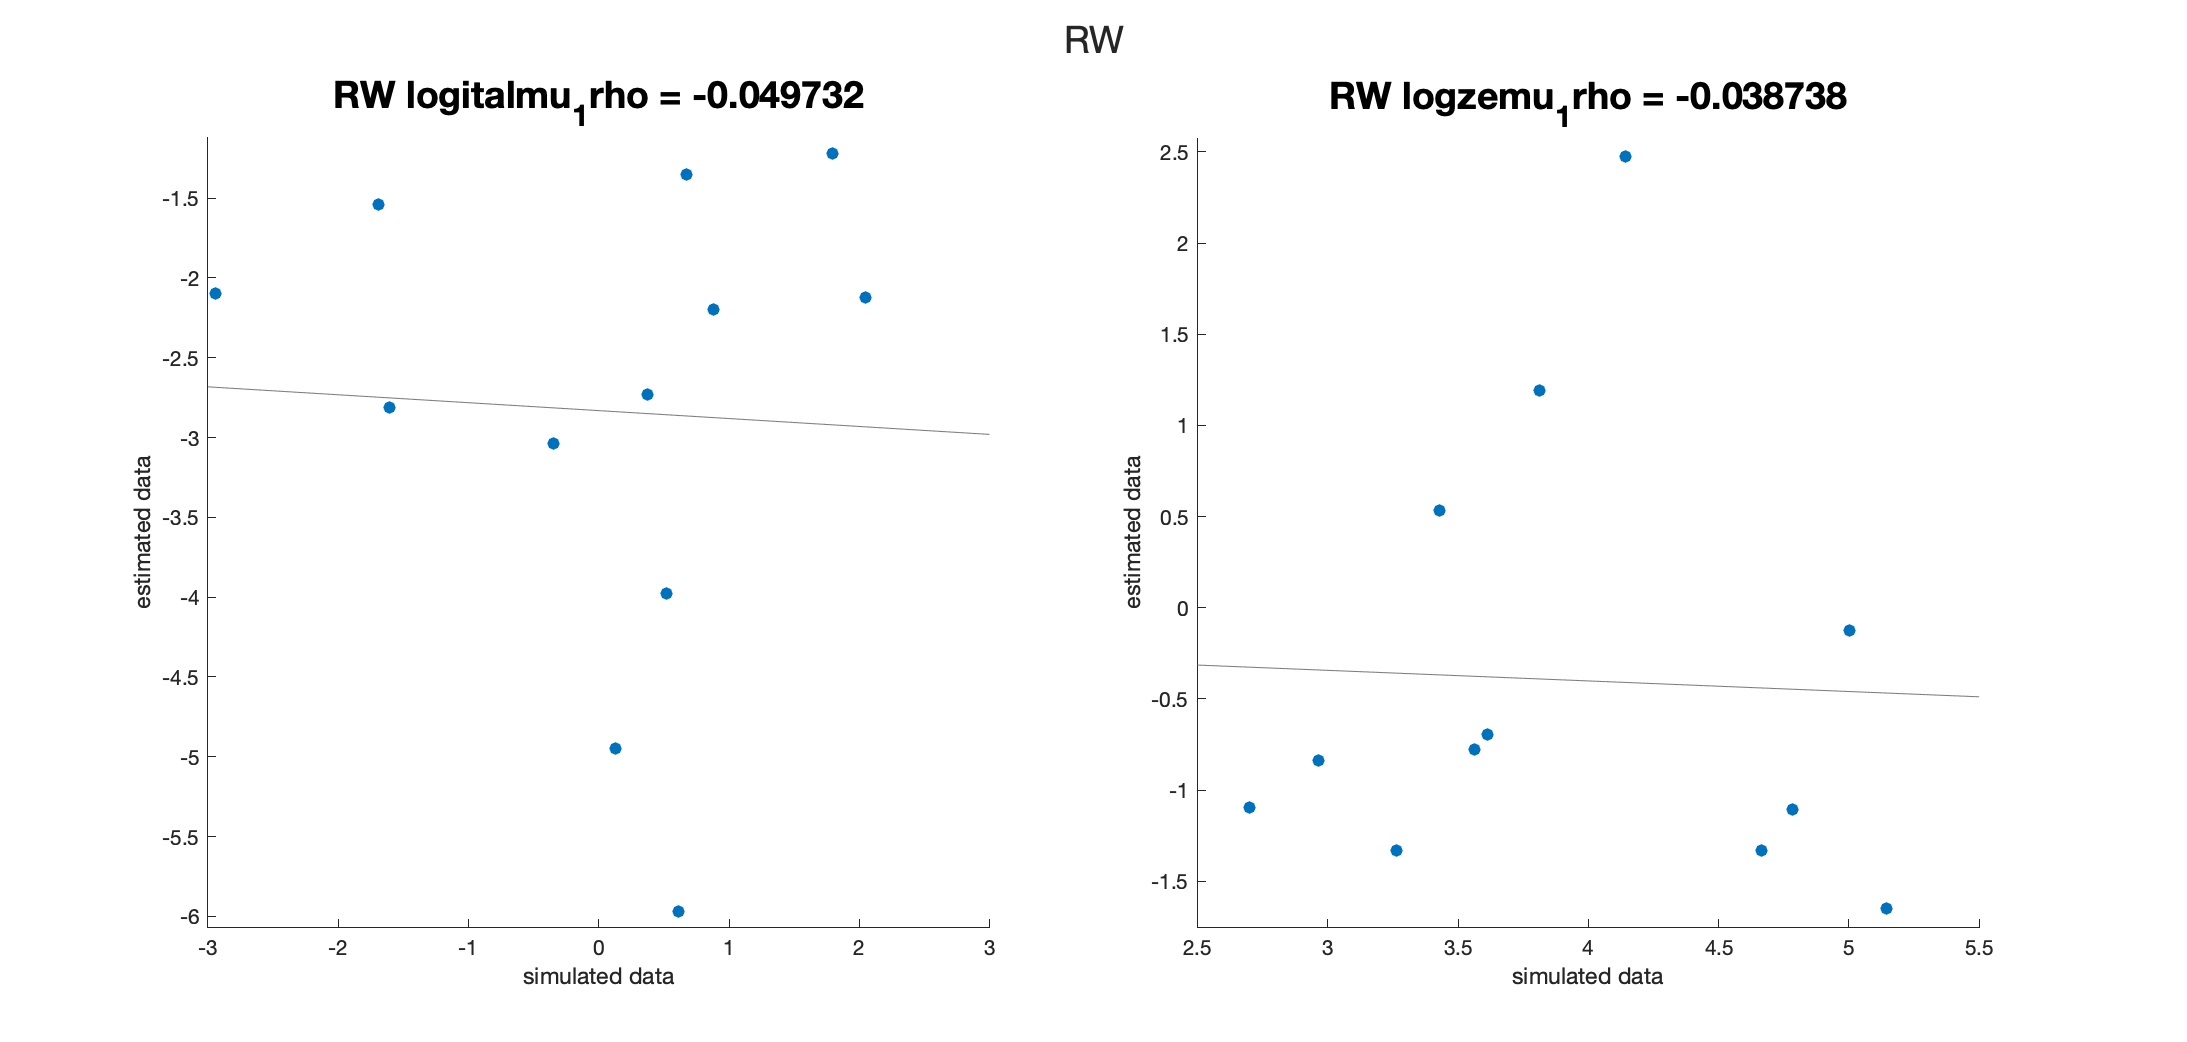 RW
RW logitalmu1rho = -0.049732
-1.5
-2
-2.5
-3
-3.5
-4
-4.5
-5
-5.5
-6
estimated data
-3 -2 -1 0 1 2 3
simulated data
RW logzemu1rho = -0.038738
2.5
2
1.5
1
0.5
0
-0.5
-1
-1.5
estimated data
2.5 3 3.5 4 4.5 5 5.5
simulated data